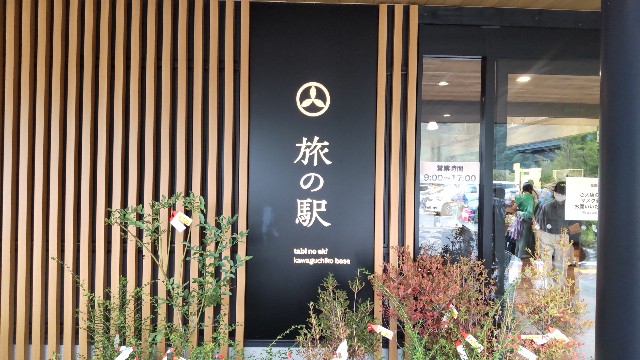 旅の駅
tabi no eki
kawaguchiko base
営業時間
9:00〜17:00